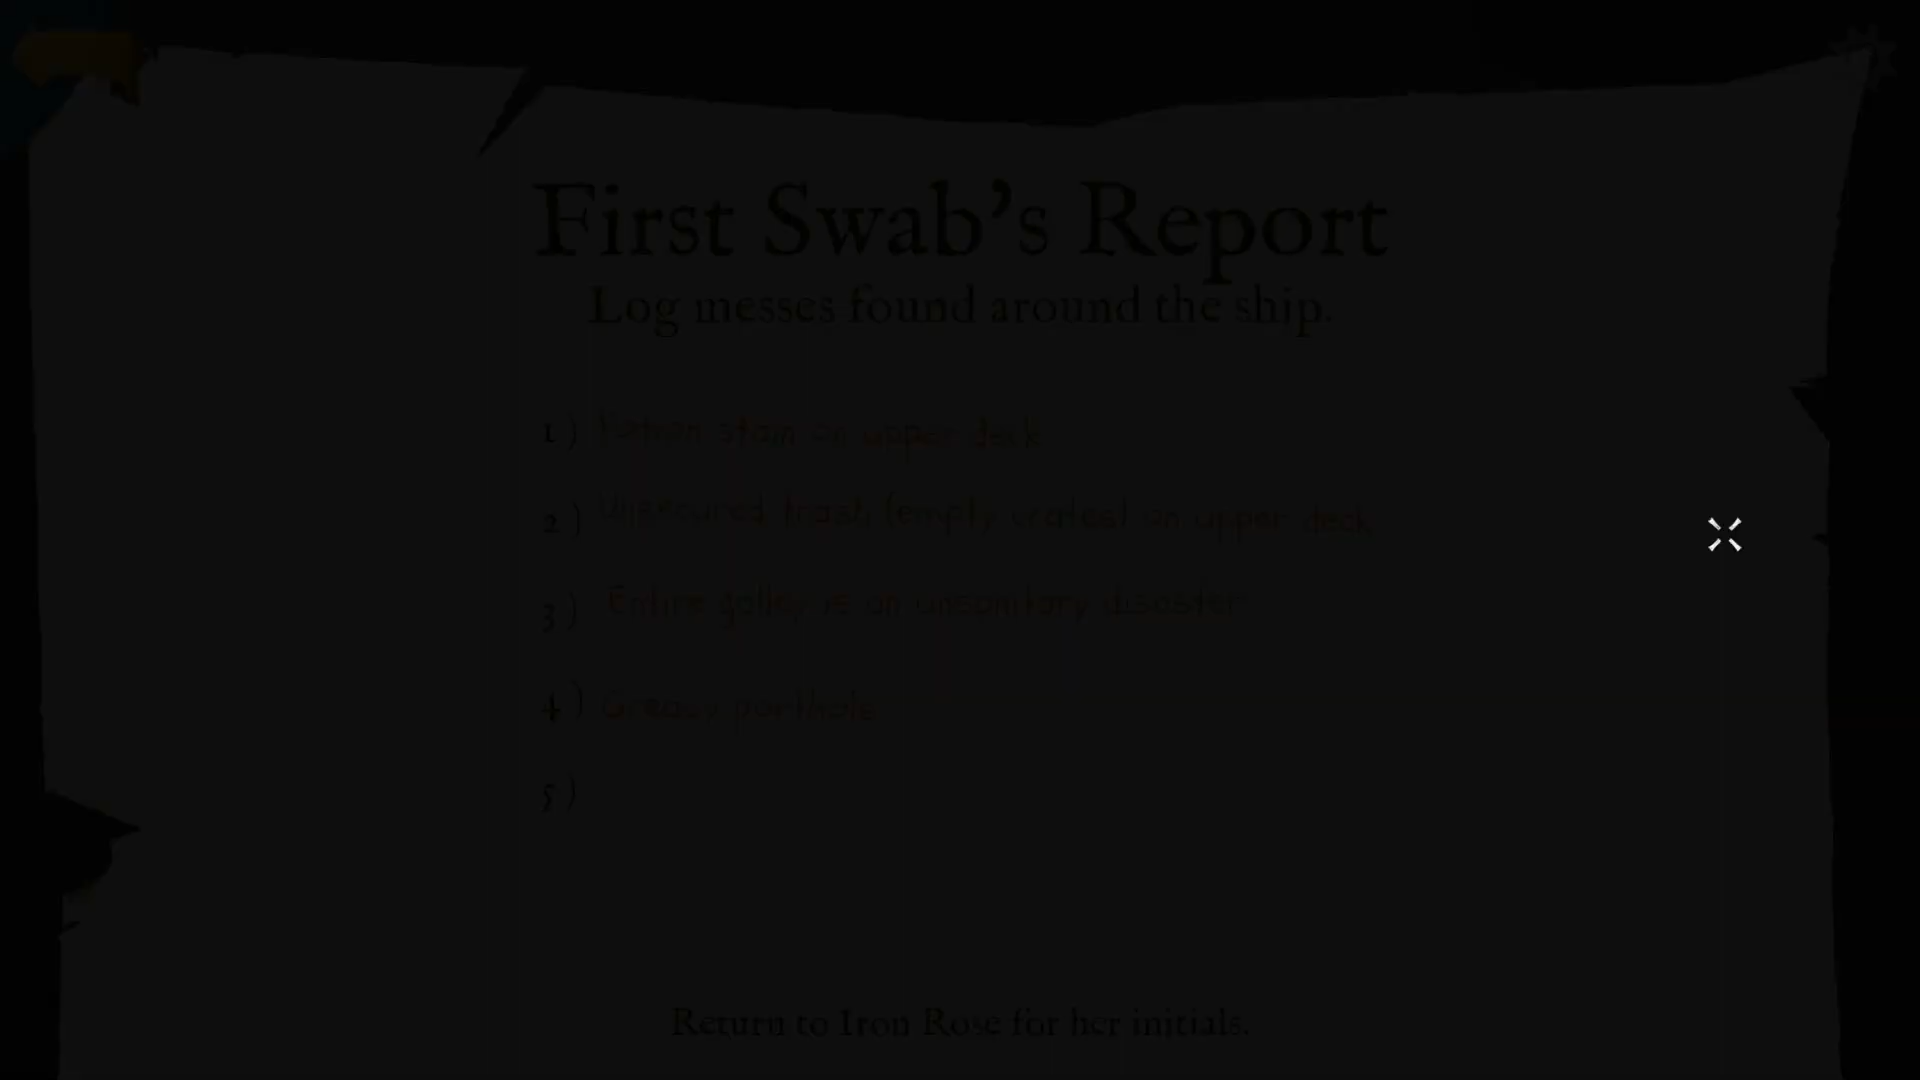 First Swab's Report
Log messes found around the ship.
1) Potion stain on upper deck
2) Unsecured trash (empty crates) on upper deck
3) Entire galley is an unsanitary disaster
4) Greasy porthole
5)
Return to Iron Rose for her initials.